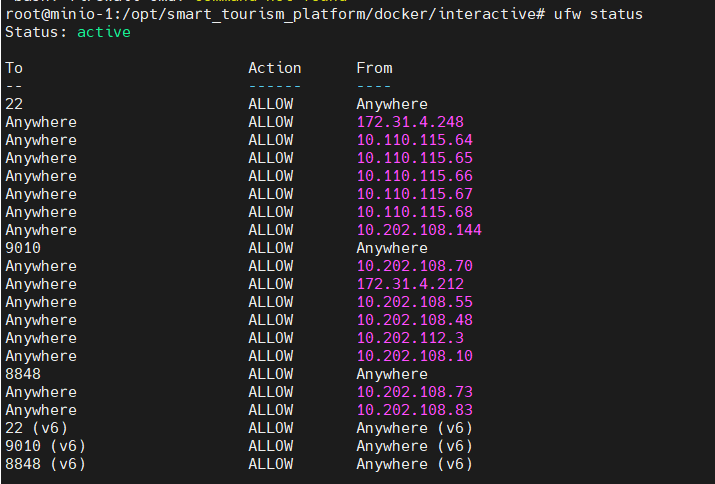 root@minio-1:/opt/smart_tourism_platform/docker/interactive# ufw status
Status: active
To Action From
-- ------ ----
22 ALLOW Anywhere
Anywhere ALLOW 172.31.4.248
Anywhere ALLOW 10.110.115.64
Anywhere ALLOW 10.110.115.65
Anywhere ALLOW 10.110.115.66
Anywhere ALLOW 10.110.115.67
Anywhere ALLOW 10.110.115.68
Anywhere ALLOW 10.202.108.144
9010 ALLOW Anywhere
Anywhere ALLOW 10.202.108.70
Anywhere ALLOW 172.31.4.212
Anywhere ALLOW 10.202.108.55
Anywhere ALLOW 10.202.108.48
Anywhere ALLOW 10.202.112.3
Anywhere ALLOW 10.202.108.10
8848 ALLOW Anywhere
Anywhere ALLOW 10.202.108.73
Anywhere ALLOW 10.202.108.83
22 (v6) ALLOW Anywhere (v6)
9010 (v6) ALLOW Anywhere (v6)
8848 (v6) ALLOW Anywhere (v6)